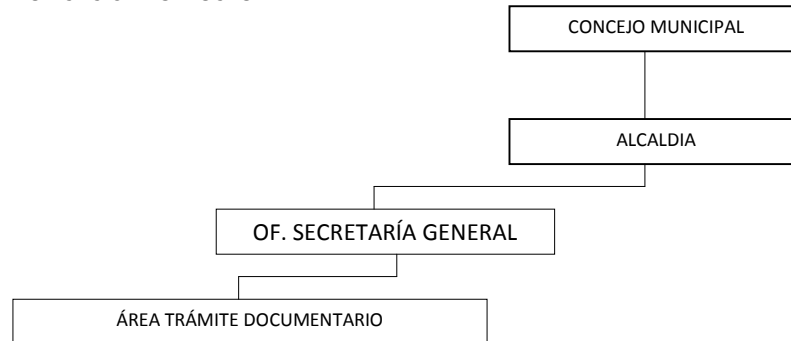 CONCEJO MUNICIPAL
ALCALDIA
OF. SECRETARÍA GENERAL
ÁREA TRÁMITE DOCUMENTARIO